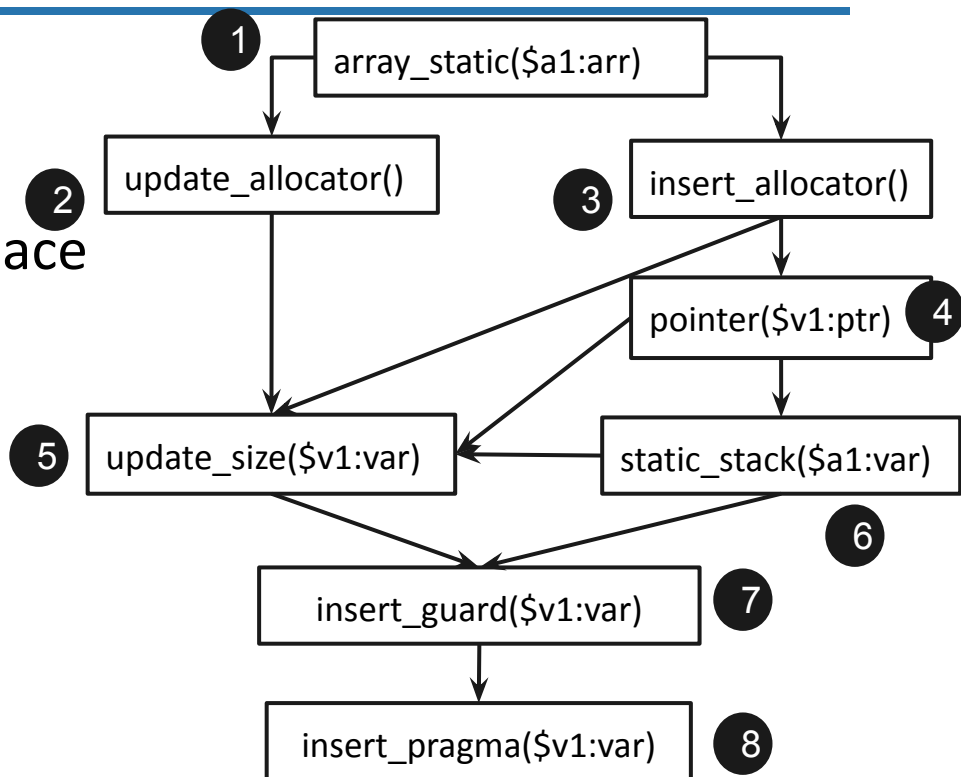 1
array_static($a1:arr)
2
update_allocator()
3
insert_allocator()
ace
pointer($v1:ptr)
4
5
update_size($v1:var)
static_stack($a1:var)
6
insert_guard($v1:var)
7
insert_pragma($v1:var)
8